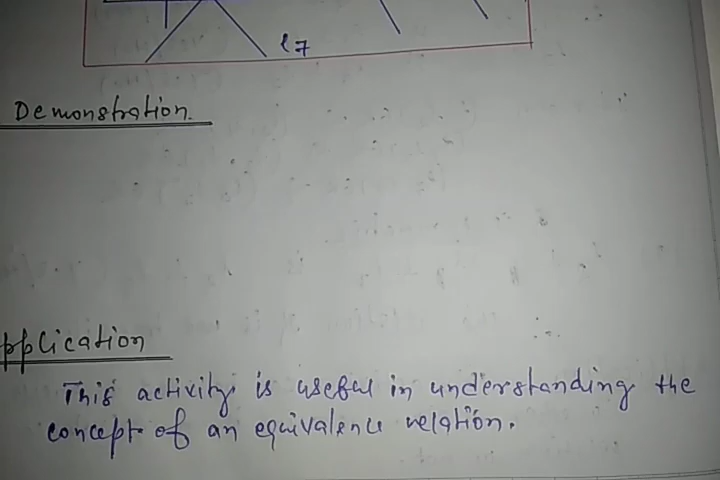 l7
Demonstration.
pplication
This activity is useful in understanding the
concept of an equivalence relation.